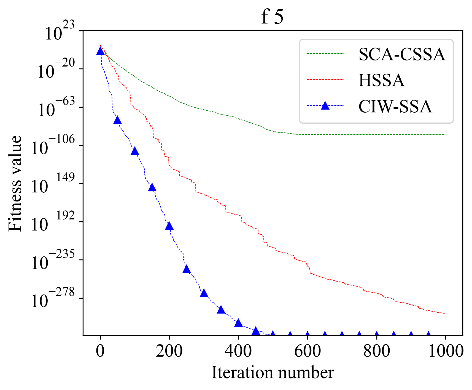 f 5
10^23
10^-20
10^-63
10^-106
10^-149
10^-192
10^-235
10^-278
Fitness value
SCA-CSSA
HSSA
CIW-SSA
0 200 400 600 800 1000
Iteration number